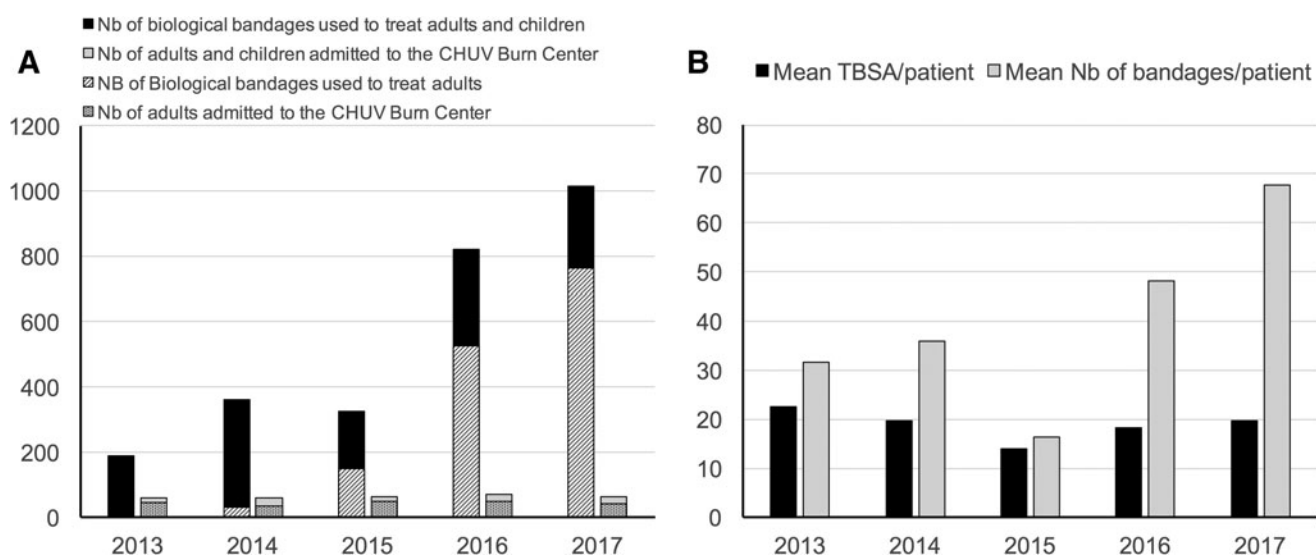 A
Nb of biological bandages used to treat adults and children
Nb of adults and children admitted to the CHUV Burn Center
NB of Biological bandages used to treat adults
Nb of adults admitted to the CHUV Burn Center
1200
1000
800
600
400
200
0
2013 2014 2015 2016 2017
B
Mean TBSA/patient Mean Nb of bandages/patient
80
70
60
50
40
30
20
10
0
2013 2014 2015 2016 2017